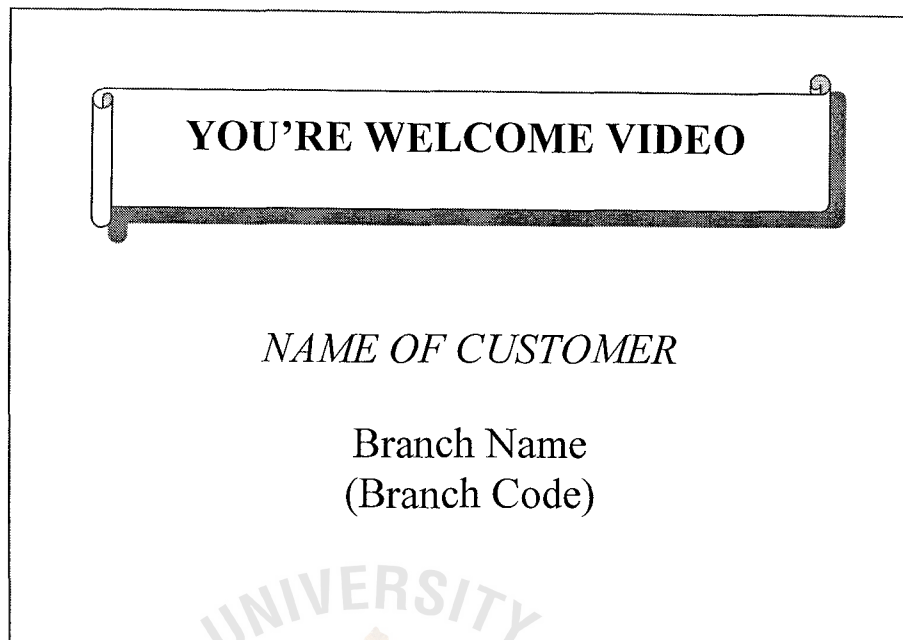 YOU'RE WELCOME VIDEO
NAME OF CUSTOMER
Branch Name
(Branch Code)
UNIVERSITY